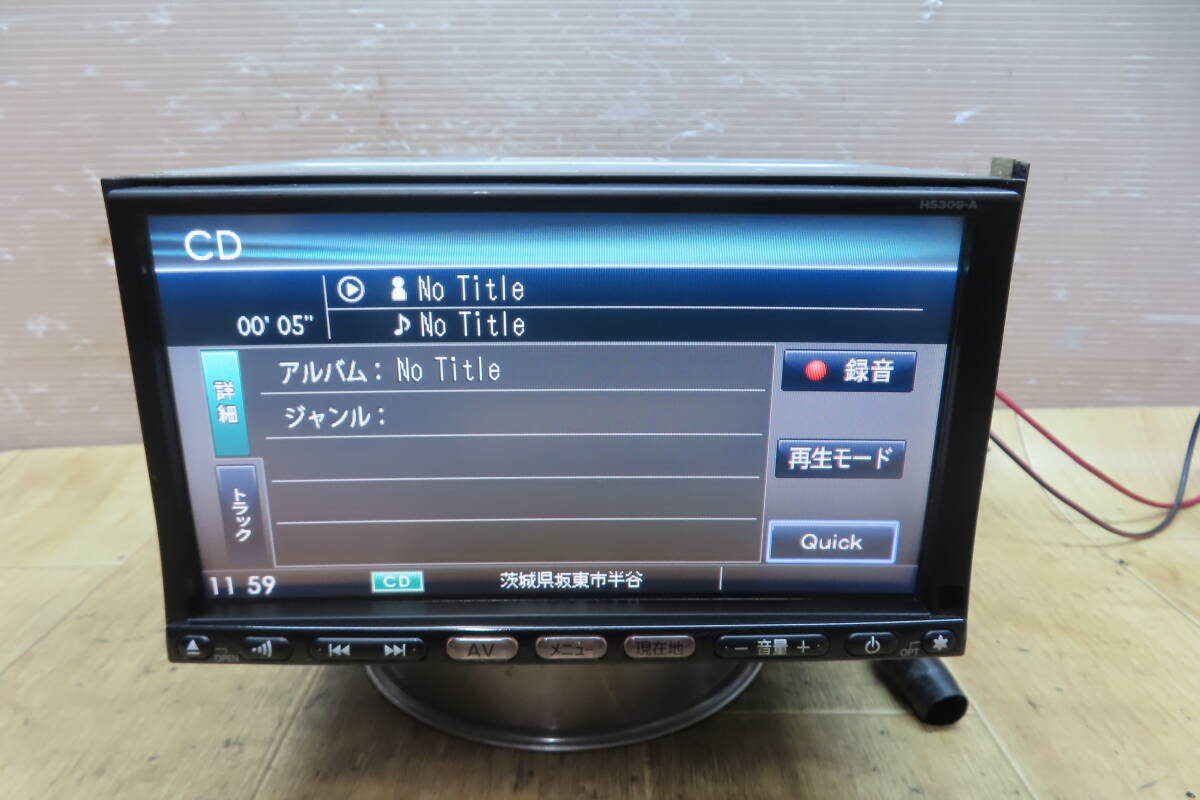 HS309-A
CD
No Title
00' 05"
No Title
詳細
アルバム： No Title
録音
ジャンル：
再生モード
トラック
Quick
11 59
CD
茨城県坂東市半谷
OPEN
AV
メニュー
現在地
− 音量 +
OPT